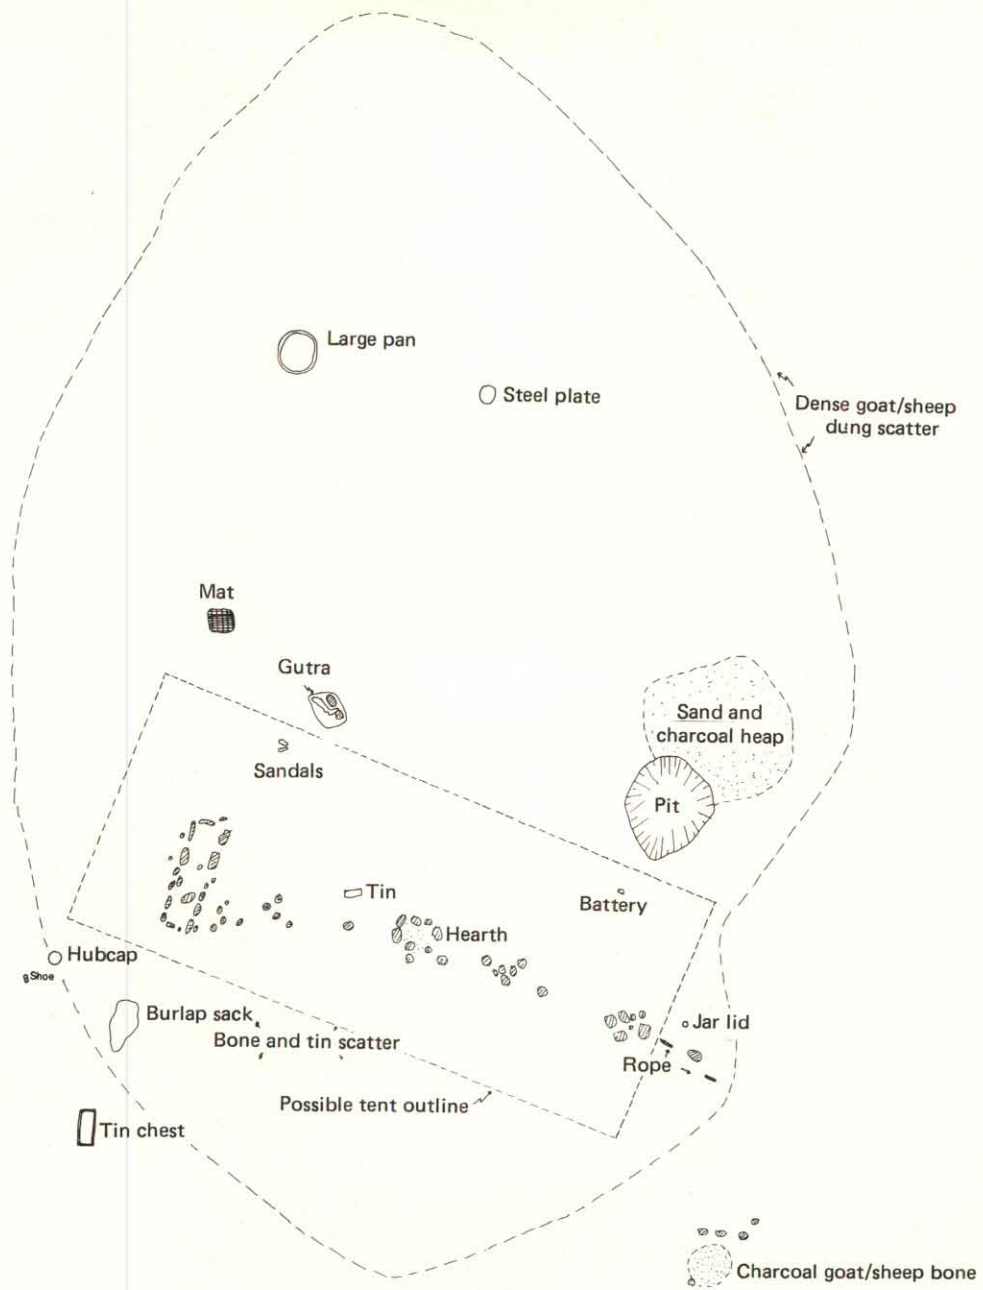 Large pan
Steel plate
Dense goat/sheep
dung scatter
Mat
Gutra
Sand and
charcoal heap
Sandals
Pit
Tin
Battery
Hearth
Hubcap
Shoe
Burlap sack
Jar lid
Bone and tin scatter
Rope
Possible tent outline
Tin chest
Charcoal goat/sheep bone